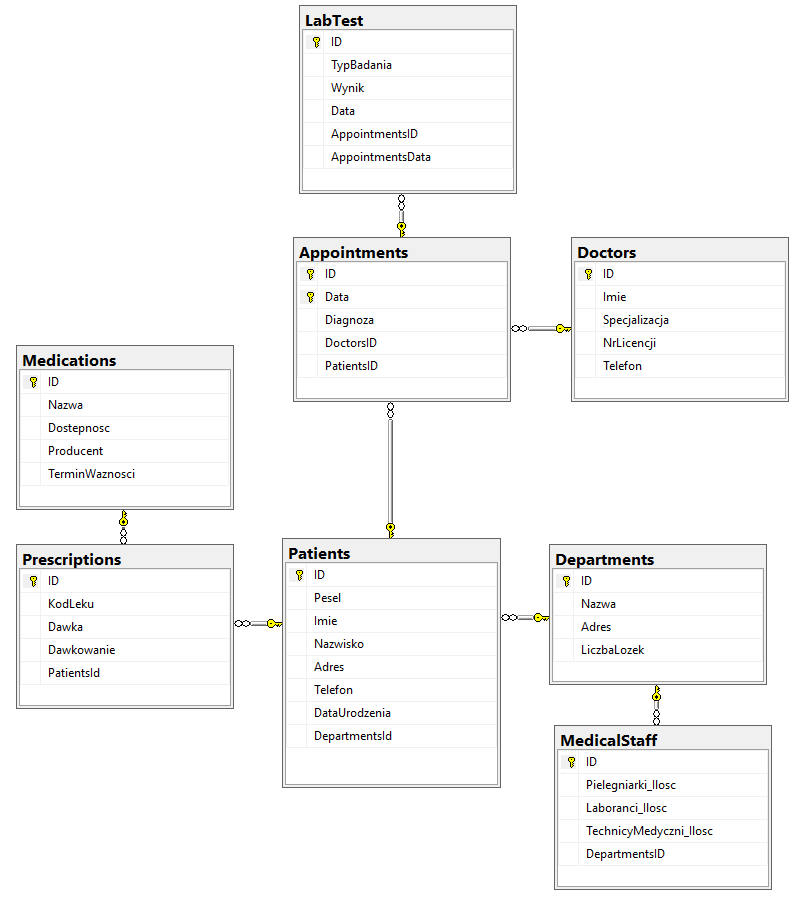 LabTest
ID
TypBadania
Wynik
Data
AppointmentsID
AppointmentsData
Appointments
ID
Data
Diagnoza
DoctorsID
PatientsID
Doctors
ID
Imie
Specjalizacja
NrLicencji
Telefon
Medications
ID
Nazwa
Dostepnosc
Producent
TerminWaznosci
Prescriptions
ID
KodLeku
Dawka
Dawkowanie
PatientsId
Patients
ID
Pesel
Imie
Nazwisko
Adres
Telefon
DataUrodzenia
DepartmentsId
Departments
ID
Nazwa
Adres
LiczbaLozek
MedicalStaff
ID
Pielegniarki_Ilosc
Laboranci_Ilosc
TechnicyMedyczni_Ilosc
DepartmentsID